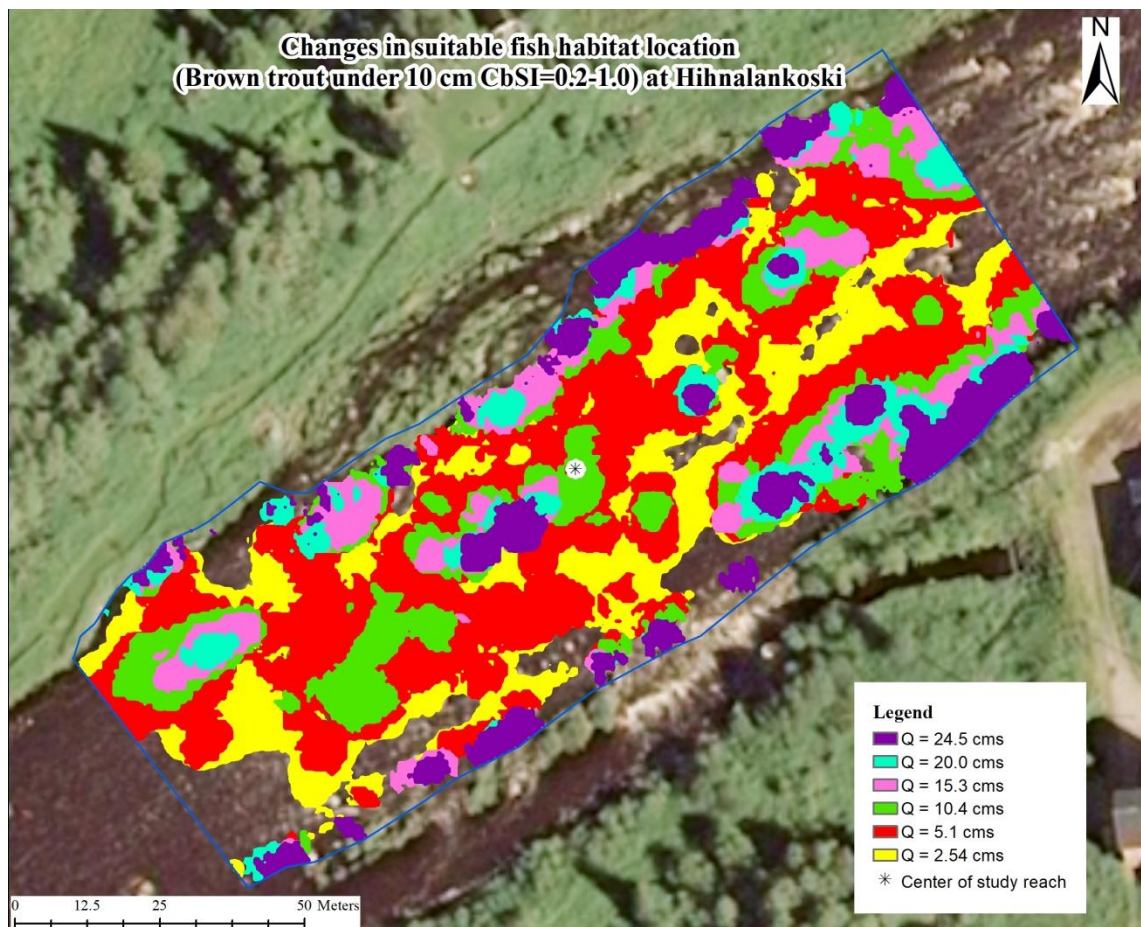 Changes in suitable fish habitat location
(Brown trout under 10 cm CbSI=0.2-1.0) at Hihnalankoski
N
Legend
Q = 24.5 cms
Q = 20.0 cms
Q = 15.3 cms
Q = 10.4 cms
Q = 5.1 cms
Q = 2.54 cms
Center of study reach
0 12.5 25 50 Meters